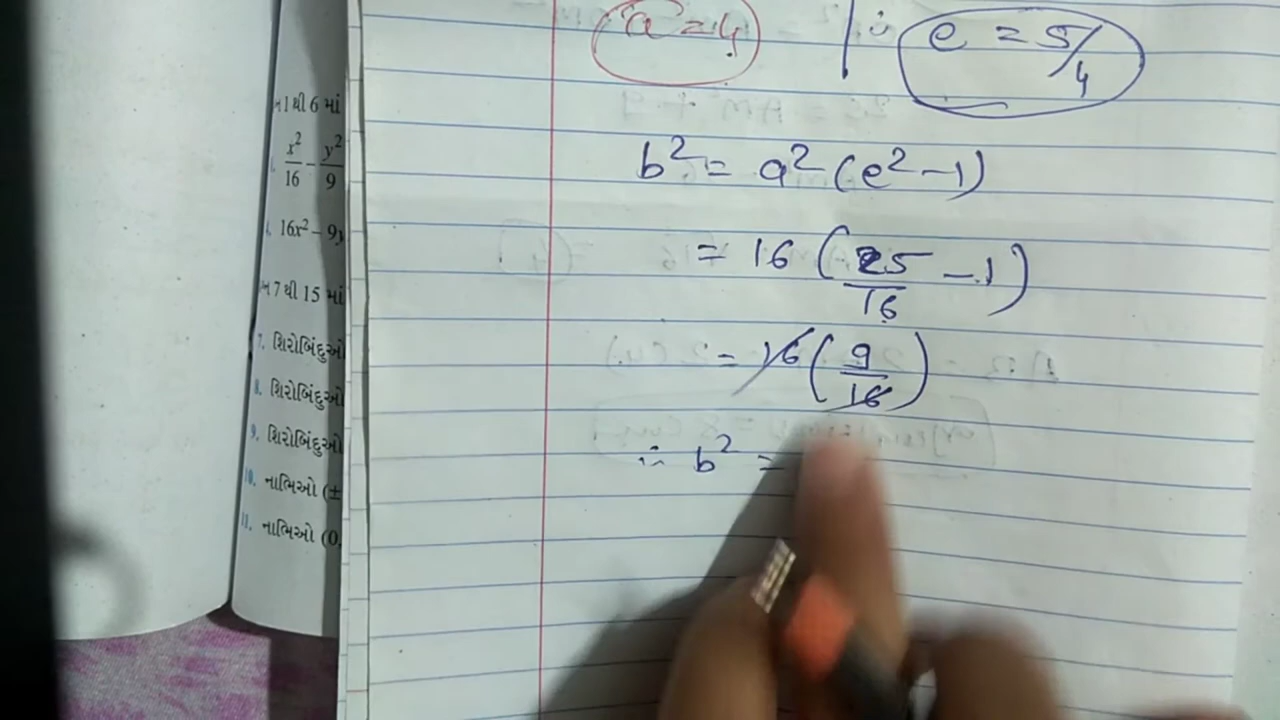 ન 1 થી 6 માં
x²/16 - y²/9
16x² - 9y
ન 7 થી 15 માં
7. શિરોબિંદુઓ
8. શિરોબિંદુઓ
9. શિરોબિંદુઓ
10. નાભિઓ (±
11. નાભિઓ (0,
a = 4
∴ e = 5/4
b² = a² (e² - 1)
= 16 (25/16 - 1)
= 16 (9/16)
∴ b² =